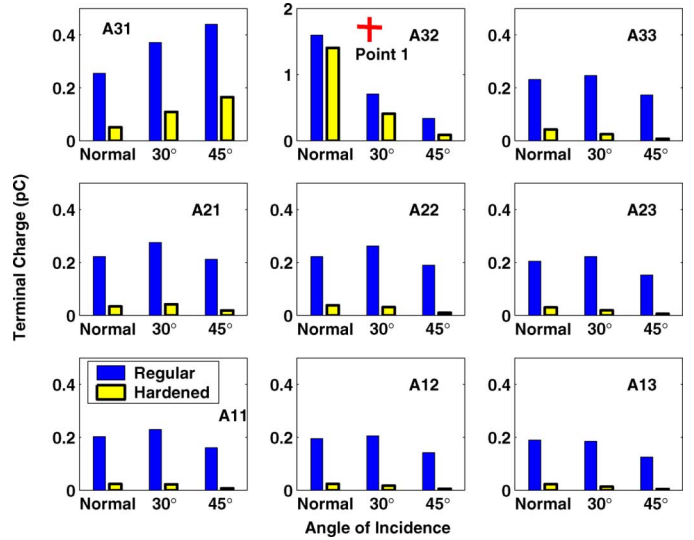 A31
0.4
0.2
0
Normal 30° 45°
A32
Point 1
2
1
0
Normal 30° 45°
A33
0.4
0.2
0
Normal 30° 45°
Terminal Charge (pC)
A21
0.4
0.2
0
Normal 30° 45°
A22
0.4
0.2
0
Normal 30° 45°
A23
0.4
0.2
0
Normal 30° 45°
Regular
Hardened
A11
0.4
0.2
0
Normal 30° 45°
A12
0.4
0.2
0
Normal 30° 45°
A13
0.4
0.2
0
Normal 30° 45°
Angle of Incidence